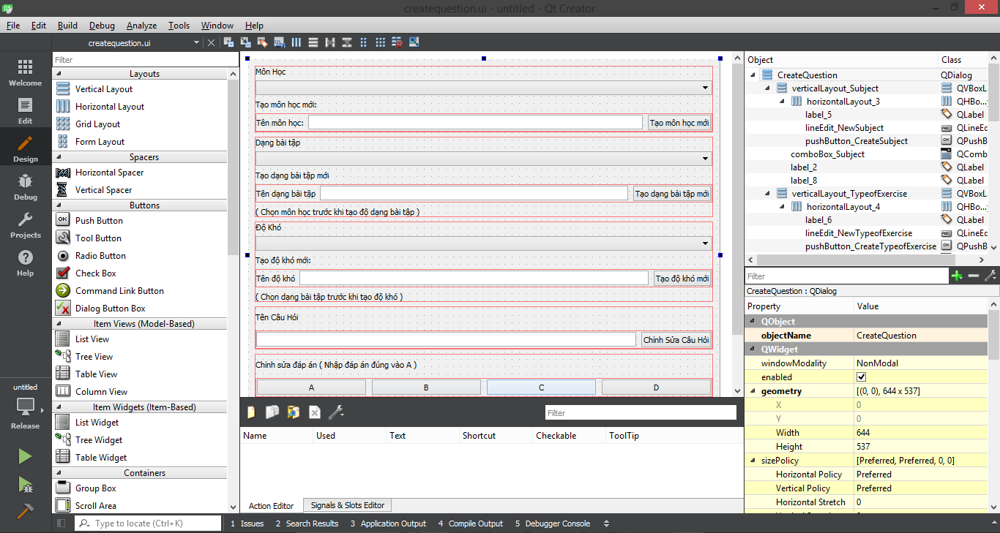 createquestion.ui - untitled - Qt Creator
File Edit Build Debug Analyze Tools Window Help
createquestion.ui
Welcome
Edit
Design
Debug
Projects
Help
untitled
Release
Filter
Layouts
Vertical Layout
Horizontal Layout
Grid Layout
Form Layout
Spacers
Horizontal Spacer
Vertical Spacer
Buttons
OK Push Button
Tool Button
Radio Button
Check Box
Command Link Button
Dialog Button Box
Item Views (Model-Based)
List View
Tree View
Table View
Column View
Item Widgets (Item-Based)
List Widget
Tree Widget
Table Widget
Containers
Group Box
Scroll Area
Môn Học
Tạo môn học mới:
Tên môn học: Tạo môn học mới
Dạng bài tập
Tạo dạng bài tập mới
Tên dạng bài tập Tạo dạng bài tập mới
( Chọn môn học trước khi tạo độ dạng bài tập )
Độ Khó
Tạo độ khó mới:
Tên độ khó Tạo độ khó mới
( Chọn dạng bài tập trước khi tạo độ khó )
Tên Câu Hỏi
Chỉnh Sửa Câu Hỏi
Chỉnh sửa đáp án ( Nhập đáp án đúng vào A )
A B C D
Filter
Name Used Text Shortcut Checkable ToolTip
Action Editor Signals & Slots Editor
Object Class
CreateQuestion QDialog
verticalLayout_Subject QVBoxLa
horizontalLayout_3 QHBo...y
label_5 QLabel
lineEdit_NewSubject QLineEd
pushButton_CreateSubject QPushB
comboBox_Subject QComb
label_2 QLabel
label_8 QLabel
verticalLayout_TypeofExercise QVBoxLa
horizontalLayout_4 QHBo...y
label_6 QLabel
lineEdit_NewTypeofExercise QLineEd
pushButton_CreateTypeofExercise QPushB
Filter
CreateQuestion : QDialog
Property Value
QObject
objectName CreateQuestion
QWidget
windowModality NonModal
enabled
geometry [(0, 0), 644 x 537]
X 0
Y 0
Width 644
Height 537
sizePolicy [Preferred, Preferred, 0, 0]
Horizontal Policy Preferred
Vertical Policy Preferred
Horizontal Stretch 0
Type to locate (Ctrl+K) 1 Issues 2 Search Results 3 Application Output 4 Compile Output 5 Debugger Console